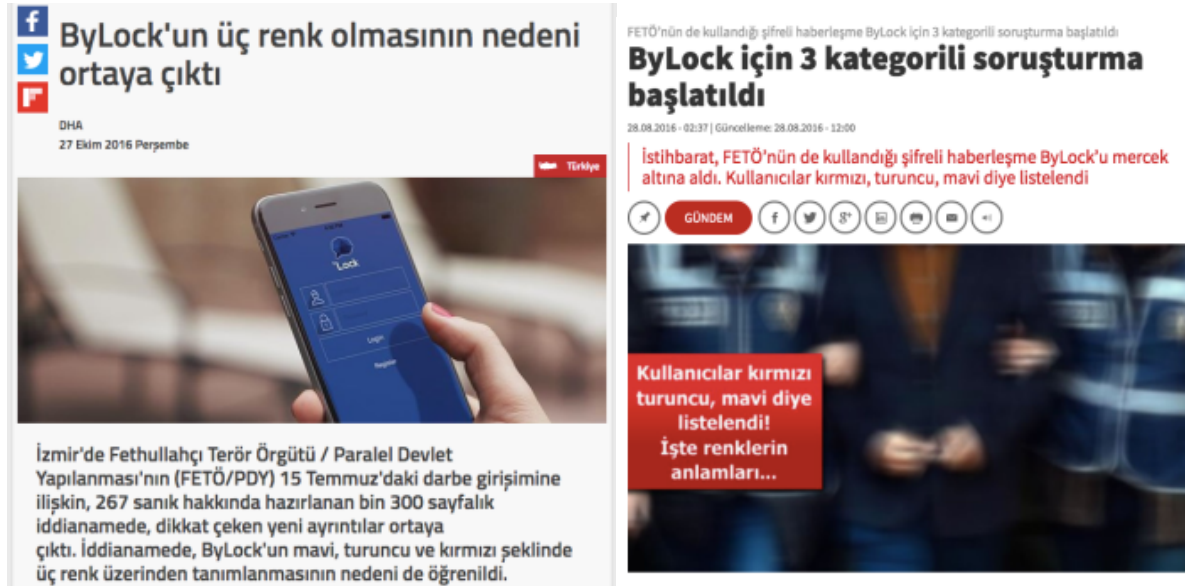 ByLock'un üç renk olmasının nedeni
ortaya çıktı
DHA
27 Ekim 2016 Perşembe
Türkiye
Lock
Login
Register
İzmir'de Fethullahçı Terör Örgütü / Paralel Devlet
Yapılanması'nın (FETÖ/PDY) 15 Temmuz'daki darbe girişimine
ilişkin, 267 sanık hakkında hazırlanan bin 300 sayfalık
iddianamede, dikkat çeken yeni ayrıntılar ortaya
çıktı. İddianamede, ByLock'un mavi, turuncu ve kırmızı şeklinde
üç renk üzerinden tanımlanmasının nedeni de öğrenildi.
FETÖ'nün de kullandığı şifreli haberleşme ByLock için 3 kategorili soruşturma başlatıldı
ByLock için 3 kategorili soruşturma
başlatıldı
28.08.2016 - 02:37 | Güncelleme: 28.08.2016 - 12:00
İstihbarat, FETÖ'nün de kullandığı şifreli haberleşme ByLock'u mercek
altına aldı. Kullanıcılar kırmızı, turuncu, mavi diye listelendi
GÜNDEM
Kullanıcılar kırmızı
turuncu, mavi diye
listelendi!
İşte renklerin
anlamları...